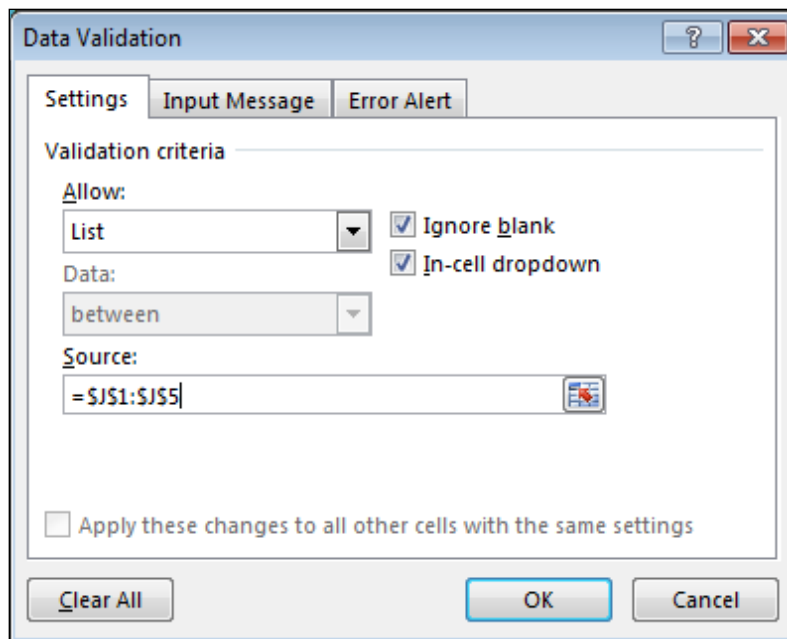 Data Validation
Settings Input Message Error Alert
Validation criteria
Allow:
List
Ignore blank
In-cell dropdown
Data:
between
Source:
=$J$1:$J$5
Apply these changes to all other cells with the same settings
Clear All OK Cancel